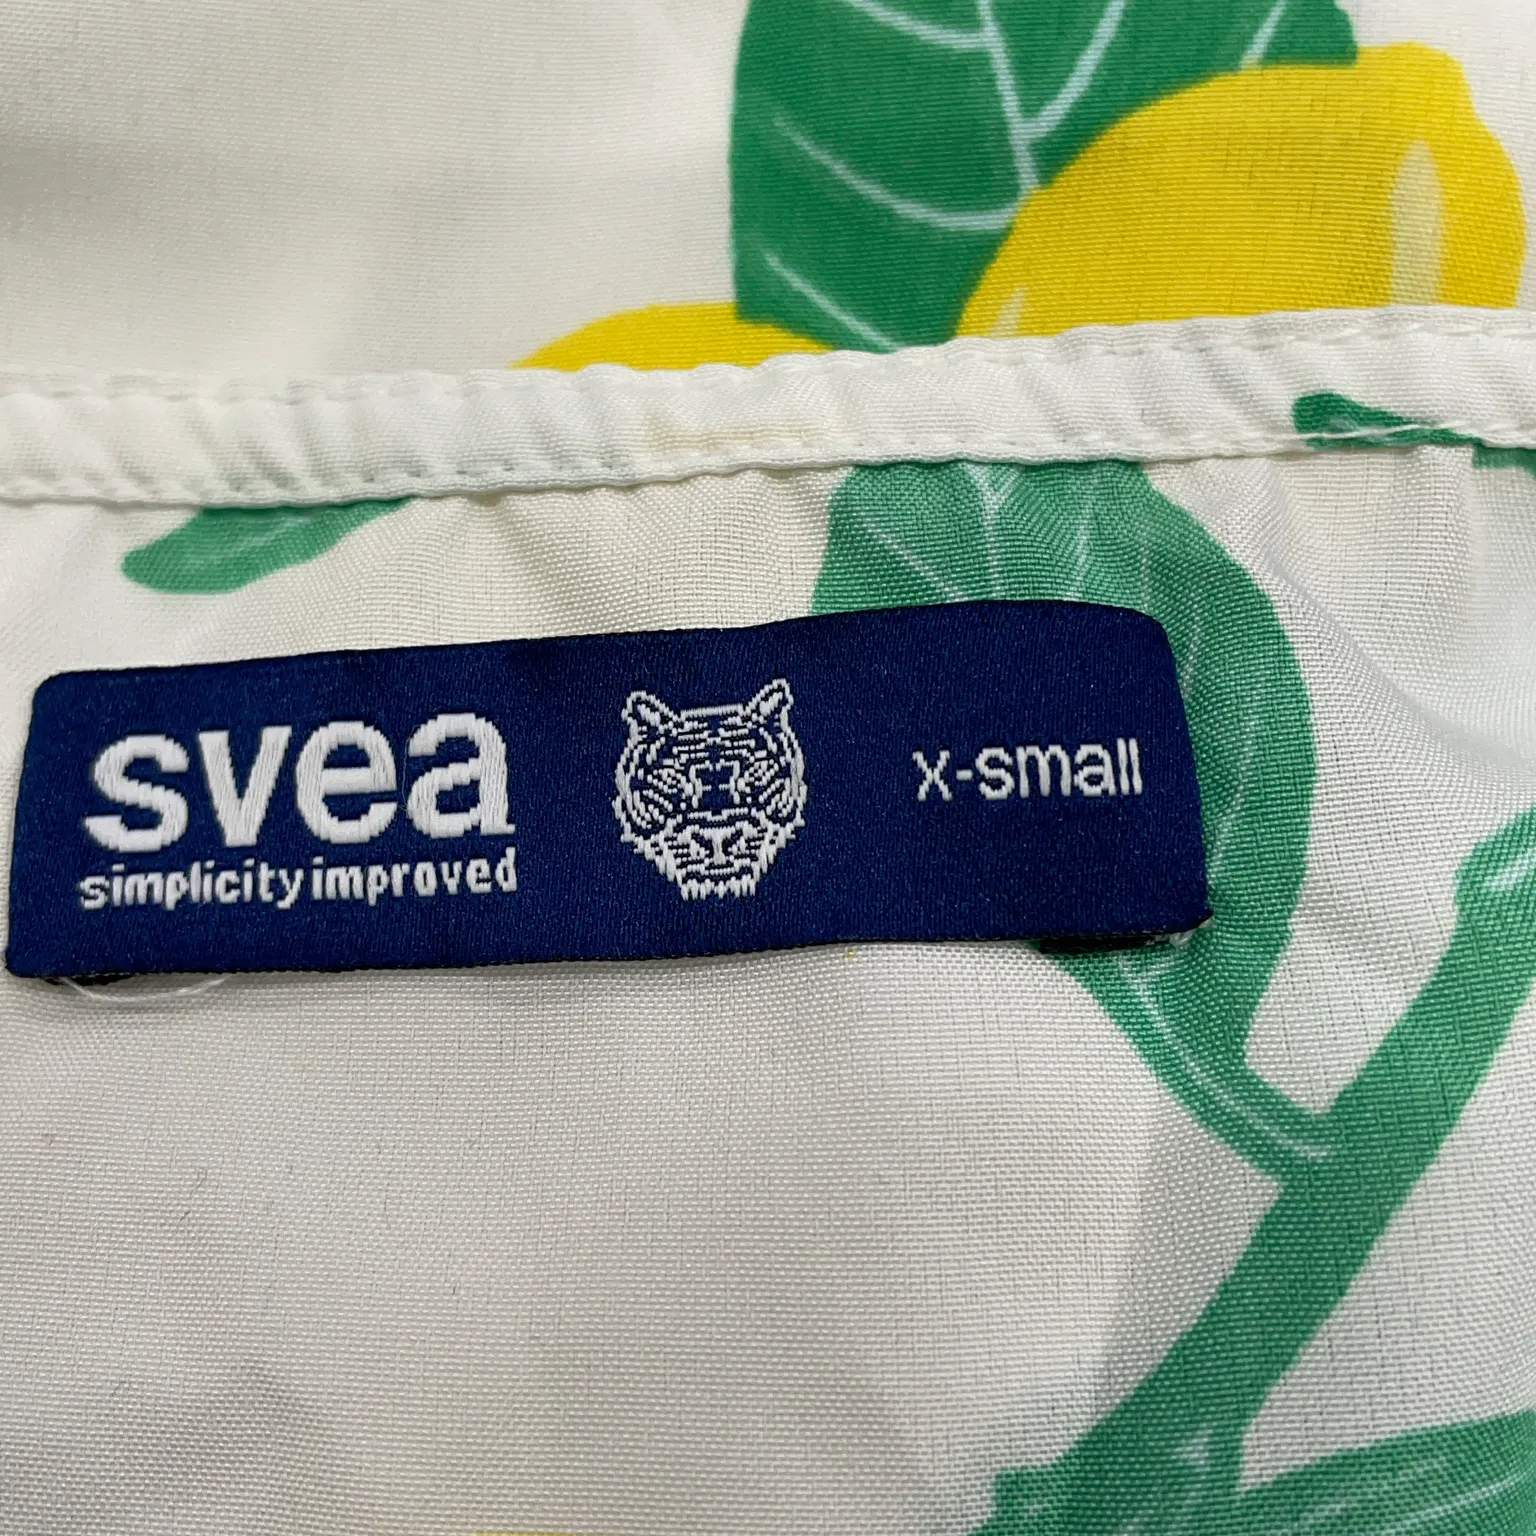 svea
simplicity improved
x-small